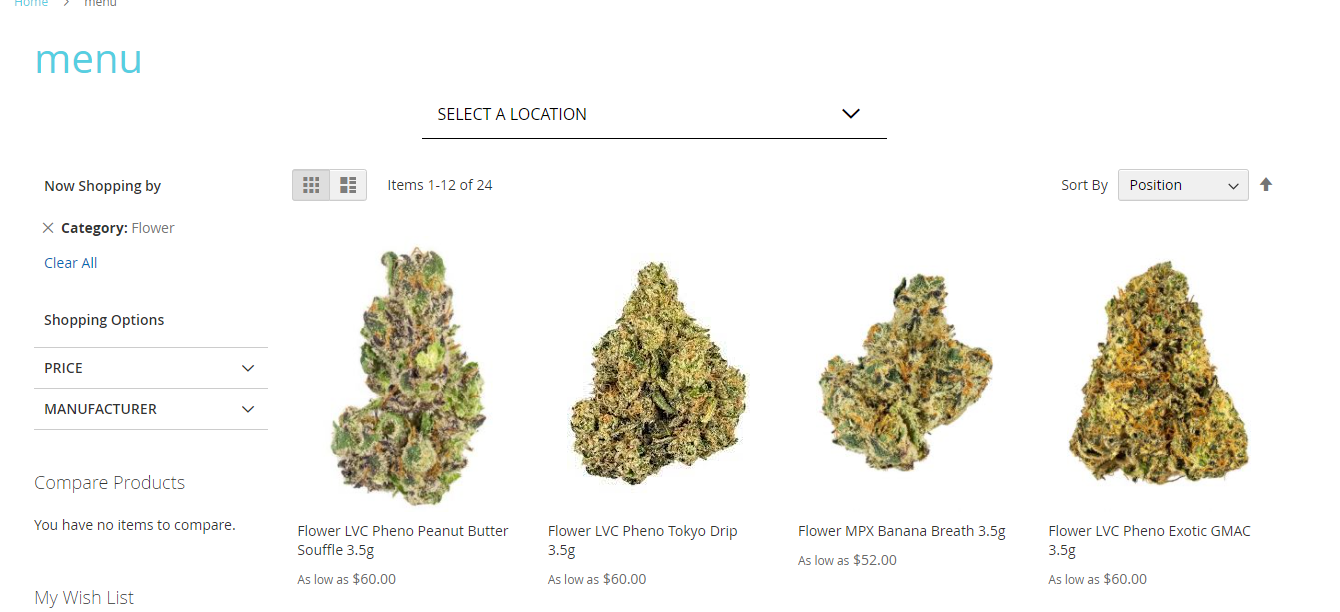 Home > menu
menu
SELECT A LOCATION
Now Shopping by
Category: Flower
Clear All
Shopping Options
PRICE
MANUFACTURER
Compare Products
You have no items to compare.
My Wish List
Items 1-12 of 24
Sort By Position
Flower LVC Pheno Peanut Butter
Souffle 3.5g
As low as $60.00
Flower LVC Pheno Tokyo Drip
3.5g
As low as $60.00
Flower MPX Banana Breath 3.5g
As low as $52.00
Flower LVC Pheno Exotic GMAC
3.5g
As low as $60.00